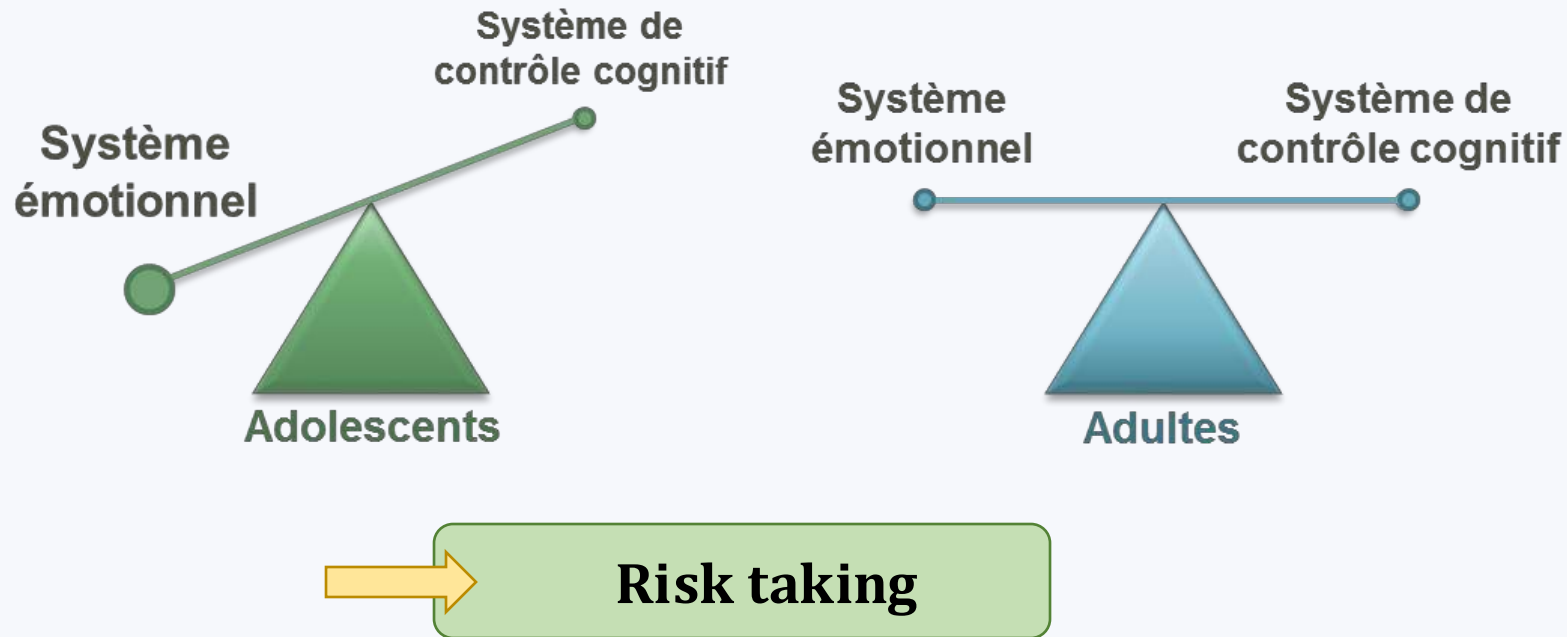 Système de
contrôle cognitif
Système
émotionnel
Adolescents
Système
émotionnel
Système de
contrôle cognitif
Adultes
Risk taking